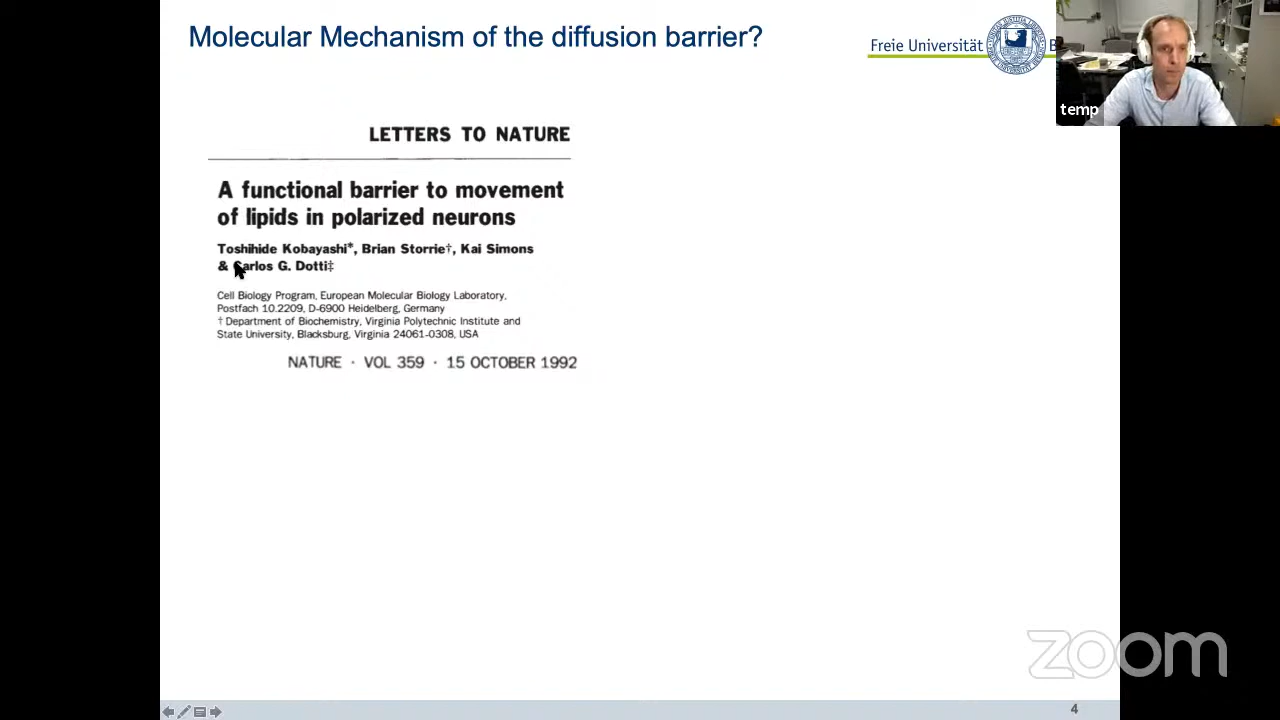 Molecular Mechanism of the diffusion barrier?
Freie Universität
temp
LETTERS TO NATURE
A functional barrier to movement
of lipids in polarized neurons
Toshihide Kobayashi*, Brian Storrie†, Kai Simons
& Carlos G. Dotti‡
Cell Biology Program, European Molecular Biology Laboratory,
Postfach 10.2209, D-6900 Heidelberg, Germany
† Department of Biochemistry, Virginia Polytechnic Institute and
State University, Blacksburg, Virginia 24061-0308, USA
NATURE · VOL 359 · 15 OCTOBER 1992
zoom
4